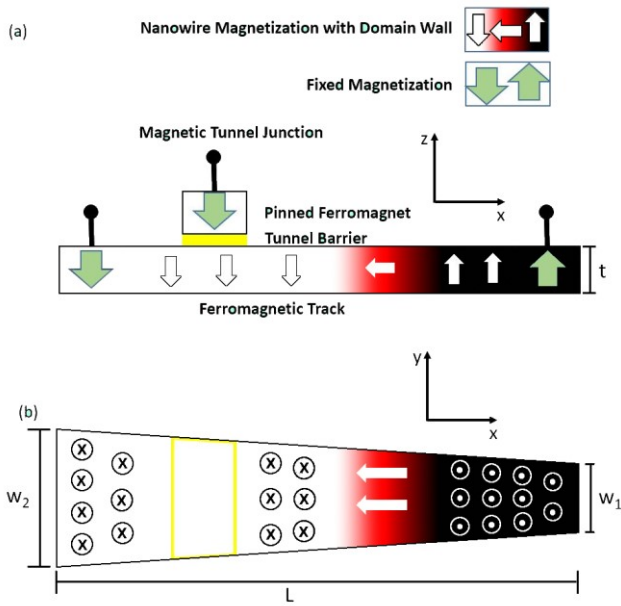 (a)
Nanowire Magnetization with Domain Wall
Fixed Magnetization
Magnetic Tunnel Junction
z
x
Pinned Ferromagnet
Tunnel Barrier
t
Ferromagnetic Track
y
x
(b)
X X X X X X X X X X X X
w2
w1
L